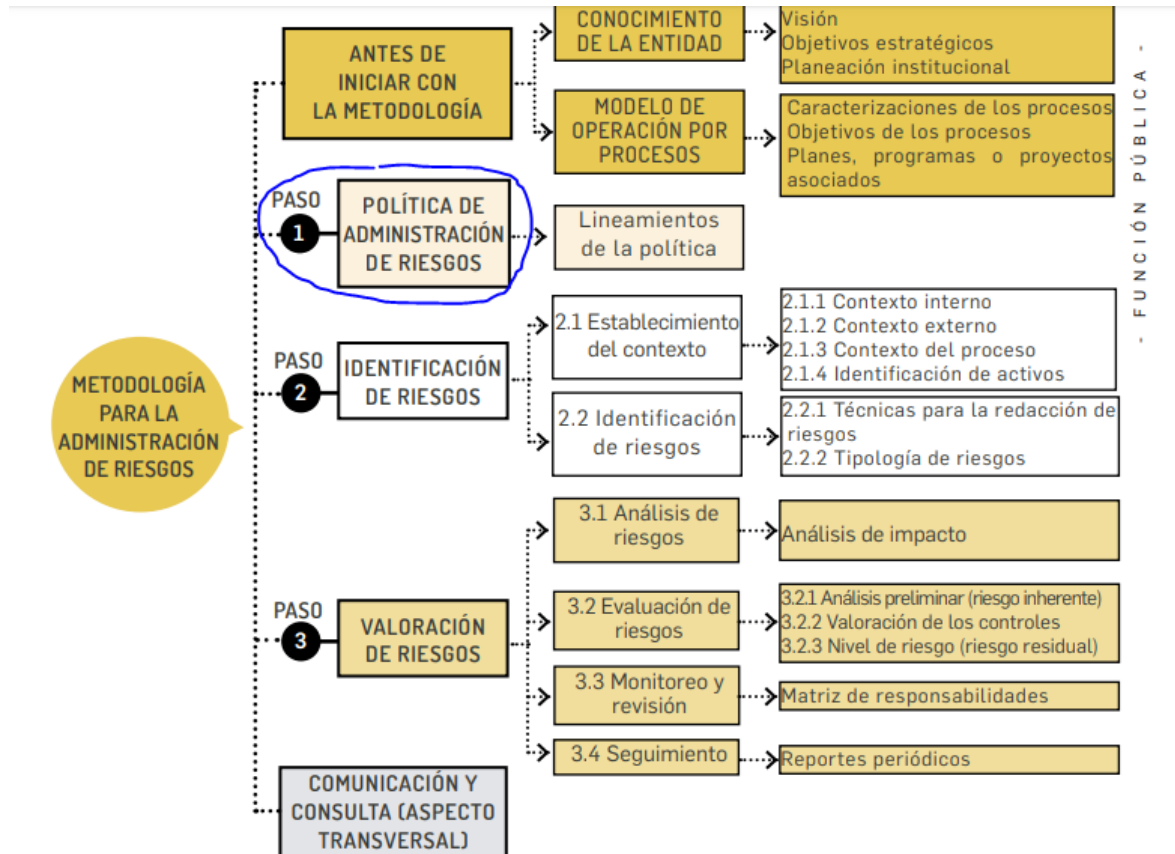 CONOCIMIENTO
DE LA ENTIDAD
Visión
Objetivos estratégicos
Planeación institucional
ANTES DE
INICIAR CON
LA METODOLOGÍA
MODELO DE
OPERACIÓN POR
PROCESOS
Caracterizaciones de los procesos
Objetivos de los procesos
Planes, programas o proyectos
asociados
- FUNCIÓN PÚBLICA -
PASO
1
POLÍTICA DE
ADMINISTRACIÓN
DE RIESGOS
Lineamientos
de la política
PASO
2
IDENTIFICACIÓN
DE RIESGOS
2.1 Establecimiento
del contexto
2.1.1 Contexto interno
2.1.2 Contexto externo
2.1.3 Contexto del proceso
2.1.4 Identificación de activos
2.2 Identificación
de riesgos
2.2.1 Técnicas para la redacción de
riesgos
2.2.2 Tipología de riesgos
METODOLOGÍA
PARA LA
ADMINISTRACIÓN
DE RIESGOS
PASO
3
VALORACIÓN
DE RIESGOS
3.1 Análisis de
riesgos
Análisis de impacto
3.2 Evaluación de
riesgos
3.2.1 Análisis preliminar (riesgo inherente)
3.2.2 Valoración de los controles
3.2.3 Nivel de riesgo (riesgo residual)
3.3 Monitoreo y
revisión
Matriz de responsabilidades
3.4 Seguimiento
Reportes periódicos
COMUNICACIÓN Y
CONSULTA (ASPECTO
TRANSVERSAL)